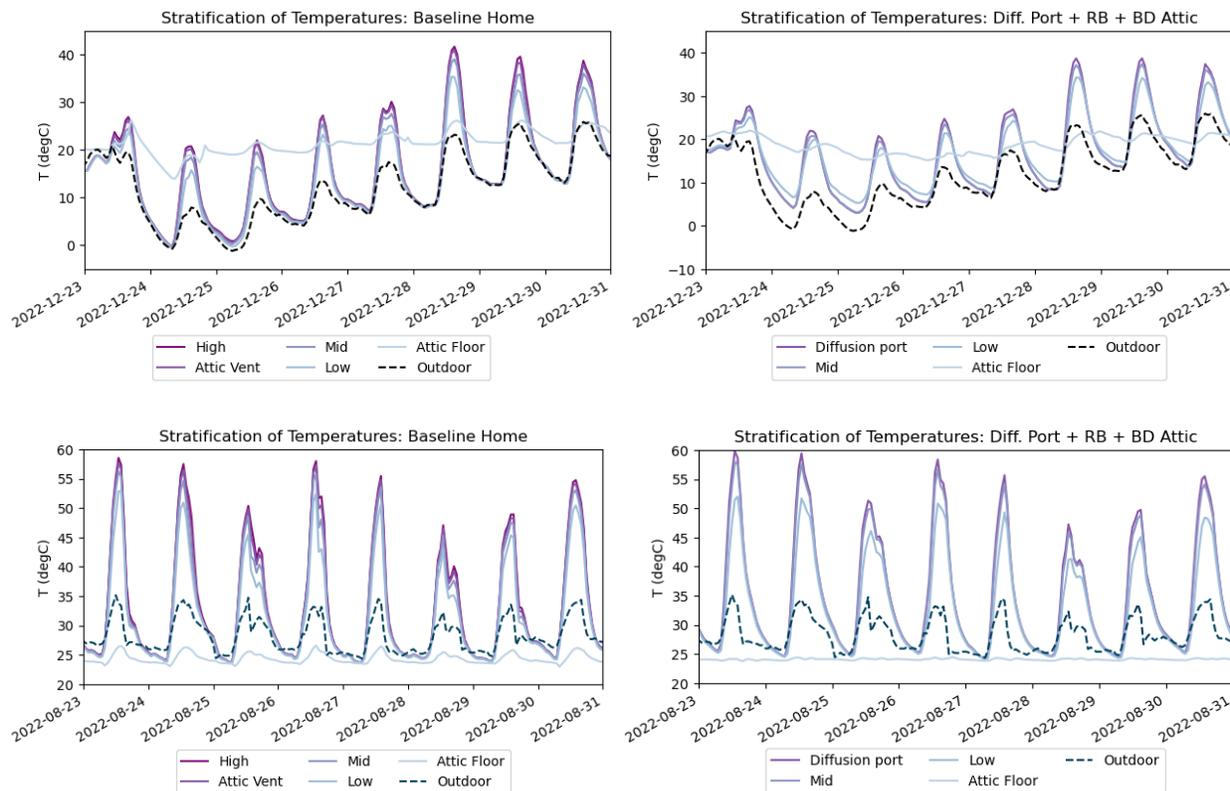 Stratification of Temperatures: Baseline Home
T (degC)
40
30
20
10
0
2022-12-23
2022-12-24
2022-12-25
2022-12-26
2022-12-27
2022-12-28
2022-12-29
2022-12-30
2022-12-31
High
Mid
Attic Floor
Attic Vent
Low
Outdoor
Stratification of Temperatures: Diff. Port + RB + BD Attic
T (degC)
40
30
20
10
0
−10
2022-12-23
2022-12-24
2022-12-25
2022-12-26
2022-12-27
2022-12-28
2022-12-29
2022-12-30
2022-12-31
Diffusion port
Low
Outdoor
Mid
Attic Floor
Stratification of Temperatures: Baseline Home
T (degC)
60
55
50
45
40
35
30
25
20
2022-08-23
2022-08-24
2022-08-25
2022-08-26
2022-08-27
2022-08-28
2022-08-29
2022-08-30
2022-08-31
High
Mid
Attic Floor
Attic Vent
Low
Outdoor
Stratification of Temperatures: Diff. Port + RB + BD Attic
T (degC)
60
55
50
45
40
35
30
25
20
2022-08-23
2022-08-24
2022-08-25
2022-08-26
2022-08-27
2022-08-28
2022-08-29
2022-08-30
2022-08-31
Diffusion port
Low
Outdoor
Mid
Attic Floor